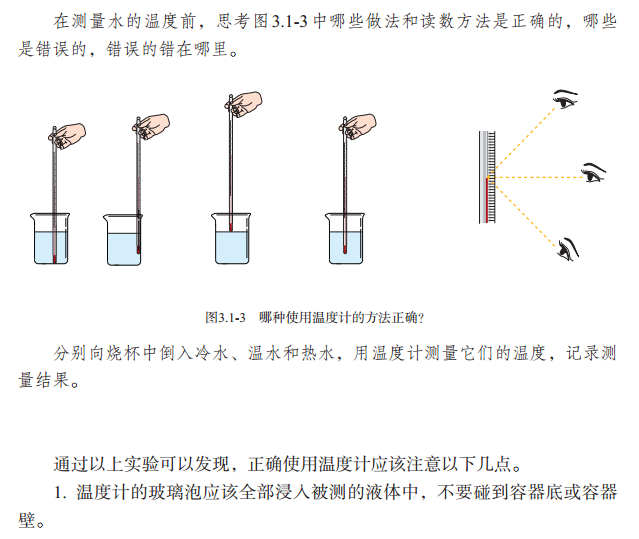 在测量水的温度前，思考图3.1-3中哪些做法和读数方法是正确的，哪些
是错误的，错误的错在哪里。
图3.1-3 哪种使用温度计的方法正确？
分别向烧杯中倒入冷水、温水和热水，用温度计测量它们的温度，记录测
量结果。
通过以上实验可以发现，正确使用温度计应该注意以下几点。
1. 温度计的玻璃泡应该全部浸入被测的液体中，不要碰到容器底或容器
壁。